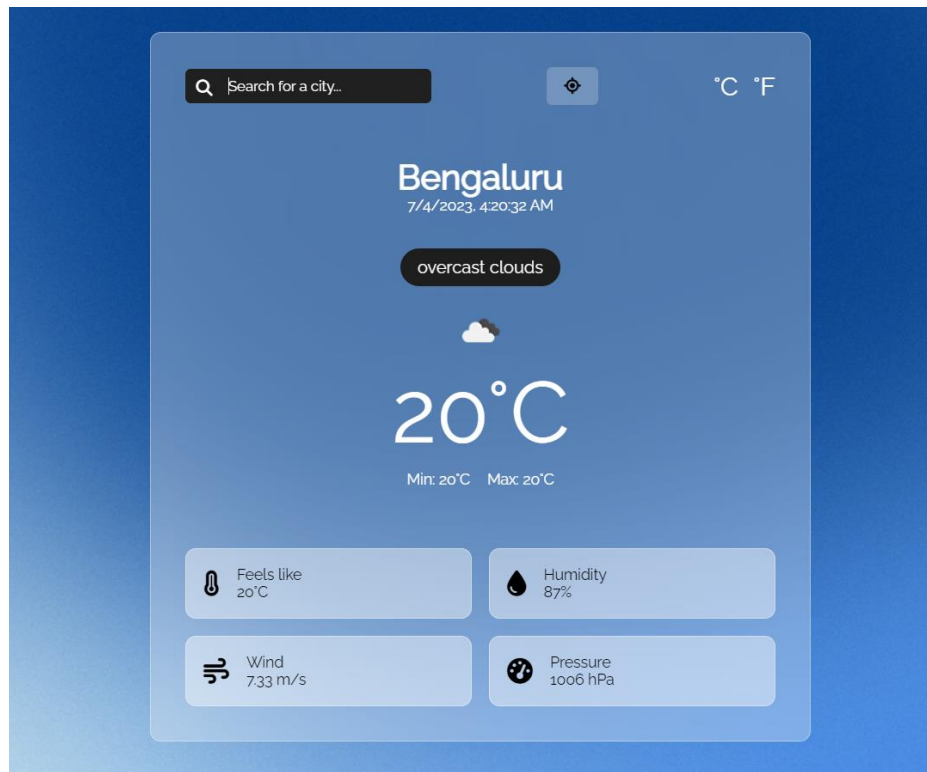 Search for a city...
°C °F
Bengaluru
7/4/2023, 4:20:32 AM
overcast clouds
20°C
Min: 20°C Max: 20°C
Feels like
20°C
Humidity
87%
Wind
7.33 m/s
Pressure
1006 hPa